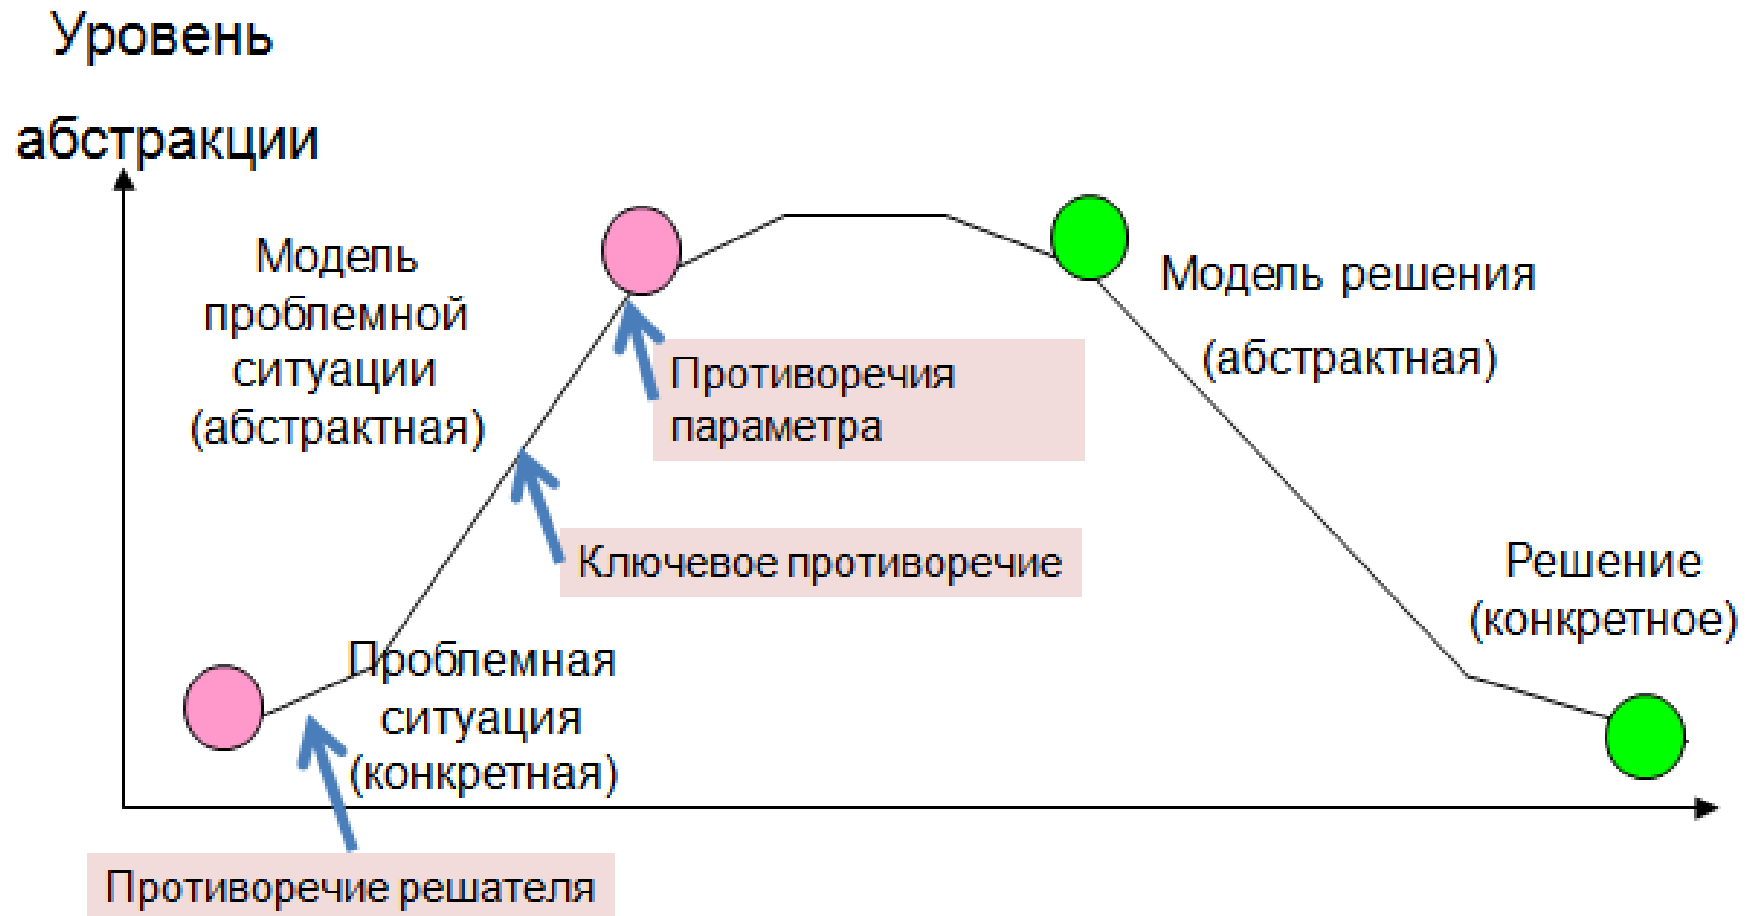 Уровень
абстракции
Модель
проблемной
ситуации
(абстрактная)
Модель решения
(абстрактная)
Противоречия
параметра
Ключевое противоречие
Решение
(конкретное)
Проблемная
ситуация
(конкретная)
Противоречие решателя